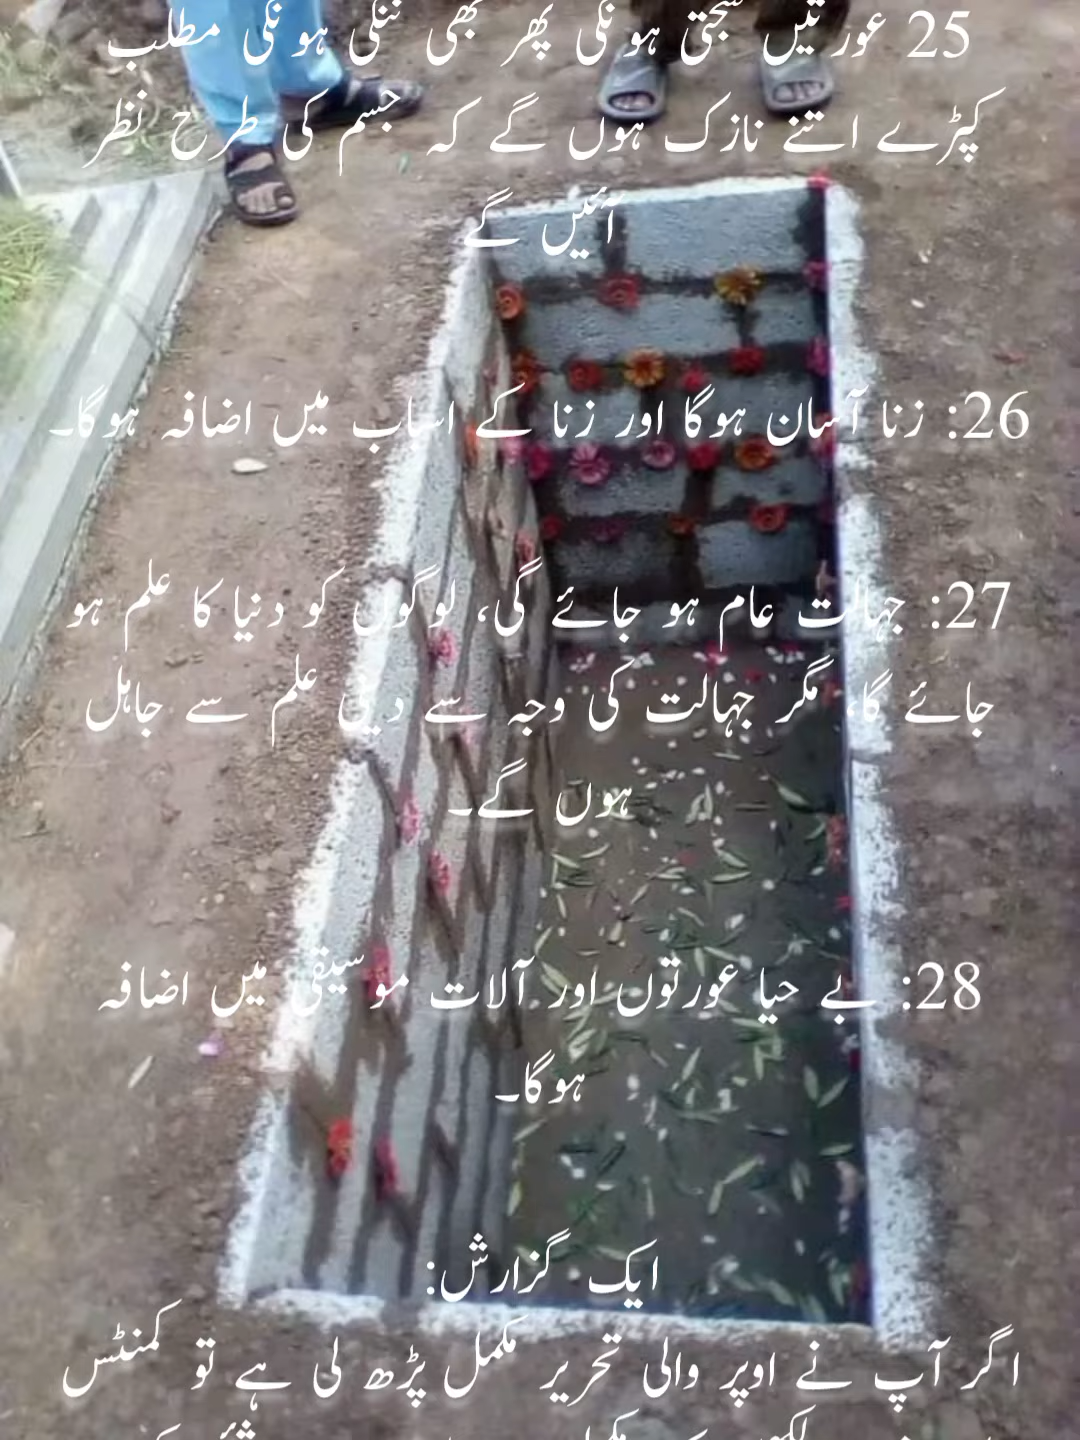 25 عورتیں سجتی ہونگی پھر بھی ننگی ہونگی مطلب
کپڑے اتنے نازک ہوں گے کہ جسم کی طرح نظر
آئیں گے
26: زنا آسان ہوگا اور زنا کے اسباب میں اضافہ ہوگا۔
27: جہالت عام ہو جائے گی، لوگوں کو دنیا کا علم ہو
جائے گا، مگر جہالت کی وجہ سے دینی علم سے جاہل
ہوں گے۔
28: بے حیا عورتوں اور آلات موسیقی میں اضافہ
ہوگا۔
ایک گزارش:
اگر آپ نے اوپر والی تحریر مکمل پڑھ لی ہے تو کمنٹس